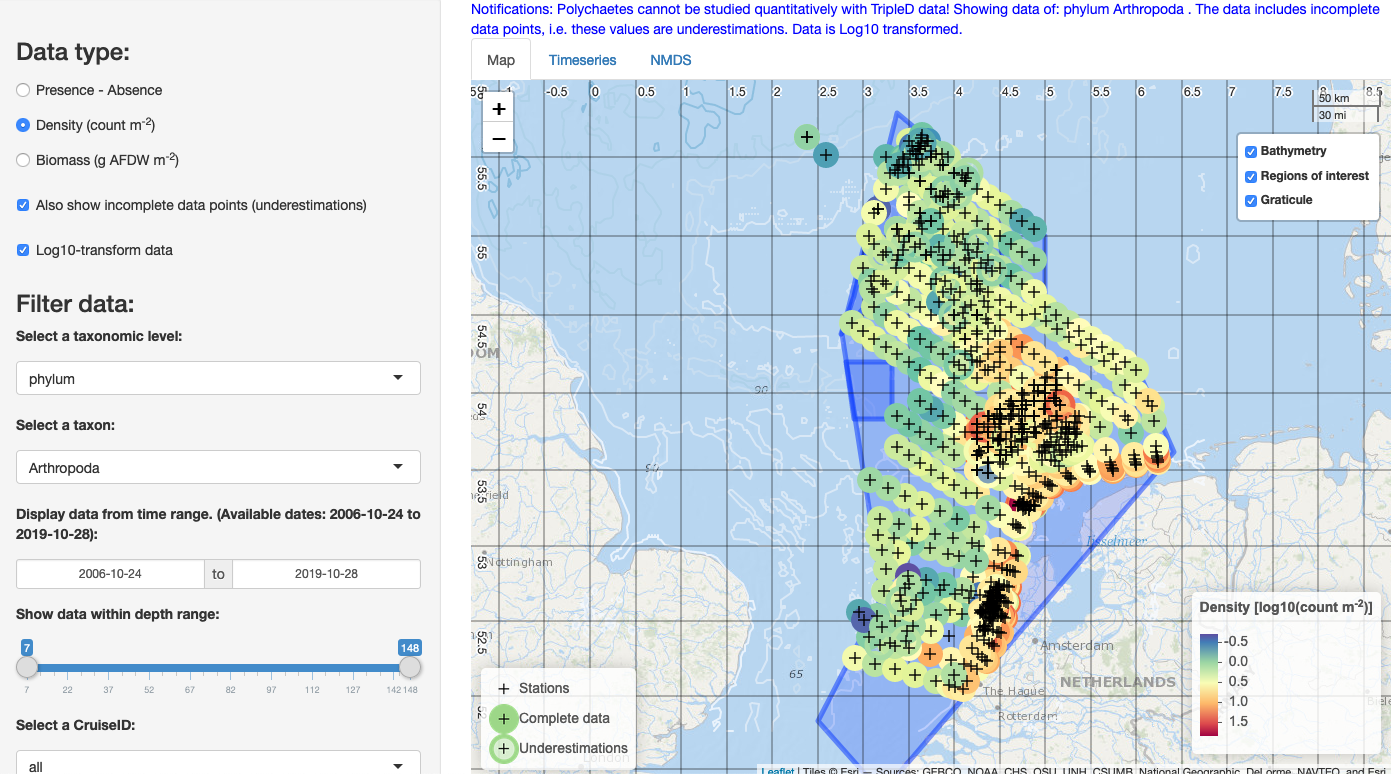 Notifications: Polychaetes cannot be studied quantitatively with TripleD data! Showing data of: phylum Arthropoda . The data includes incomplete
data points, i.e. these values are underestimations. Data is Log10 transformed.
Data type:
Presence - Absence
Density (count m-2)
Biomass (g AFDW m-2)
Also show incomplete data points (underestimations)
Log10-transform data
Filter data:
Select a taxonomic level:
phylum
Select a taxon:
Arthropoda
Display data from time range. (Available dates: 2006-10-24 to
2019-10-28):
2006-10-24 to 2019-10-28
Show data within depth range:
7 148
7 22 37 52 67 82 97 112 127 142 148
Select a CruiseID:
all
Map Timeseries NMDS
-0.5 0 0.5 1 1.5 2 2.5 3 3.5 4 4.5 5 5.5 6 6.5 7 7.5 8 8.5
+
−
50 km
30 mi
Bathymetry
Regions of interest
Graticule
55.5
55
54.5
DOM
90
54
90
53.5
Ijsselmeer
53
Nottingham
52.5
Amsterdam
65
NETHERLANDS
The Hague
52
Rotterdam
London
Stations
Complete data
Underestimations
Density [log10(count m-2)]
-0.5
0.0
0.5
1.0
1.5
Leaflet | Tiles © Esri — Sources: GEBCO, NOAA, CHS, OSU, UNH, CSUMB, National Geographic, DeLorme, NAVTEQ, and Esri